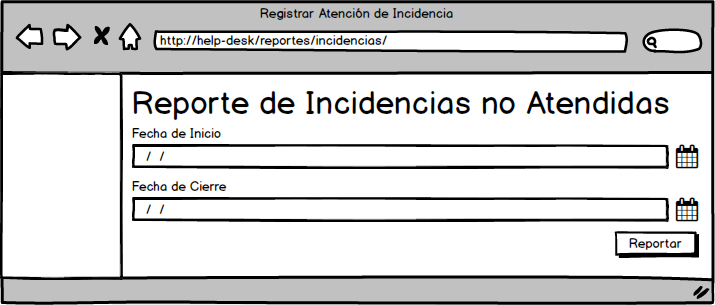 Registrar Atención de Incidencia
http://help-desk/reportes/incidencias/
Reporte de Incidencias no Atendidas
Fecha de Inicio
/ /
Fecha de Cierre
/ /
Reportar